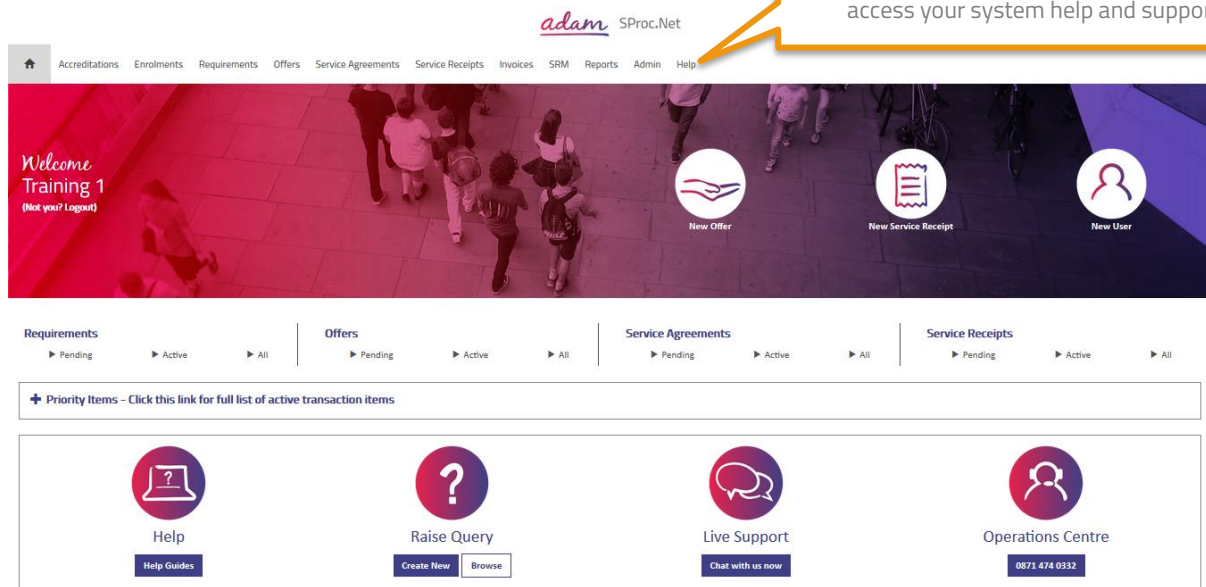 access your system help and suppor
adam SProc.Net
Accreditations Enrolments Requirements Offers Service Agreements Service Receipts Invoices SRM Reports Admin Help
Welcome
Training 1
(Not you? Logout)
New Offer New Service Receipt New User
Requirements Offers Service Agreements Service Receipts
Pending Active All Pending Active All Pending Active All Pending Active All
+ Priority Items - Click this link for full list of active transaction items
Help Raise Query Live Support Operations Centre
Help Guides Create New Browse Chat with us now 0871 474 0332